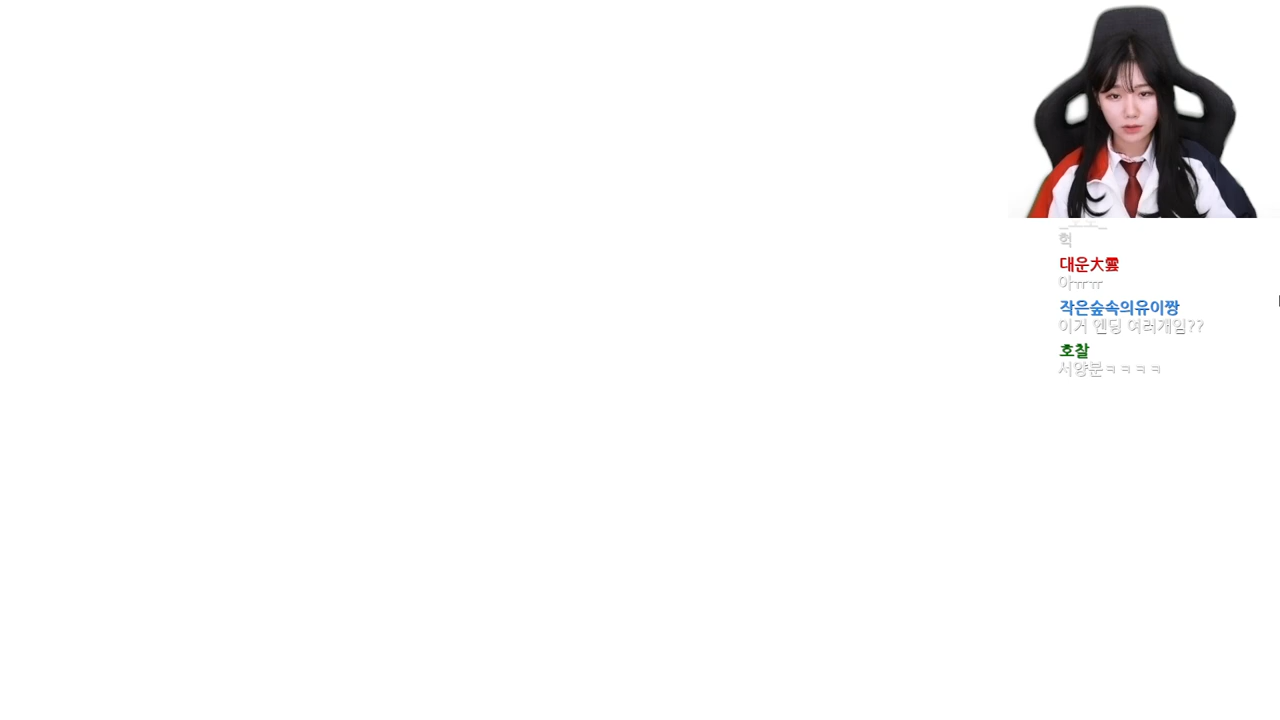 헉
대운大雲
아ㅠㅠ
작은숲속의유이짱
이거 엔딩 여러개임??
호찰
서양분ㅋㅋㅋㅋ